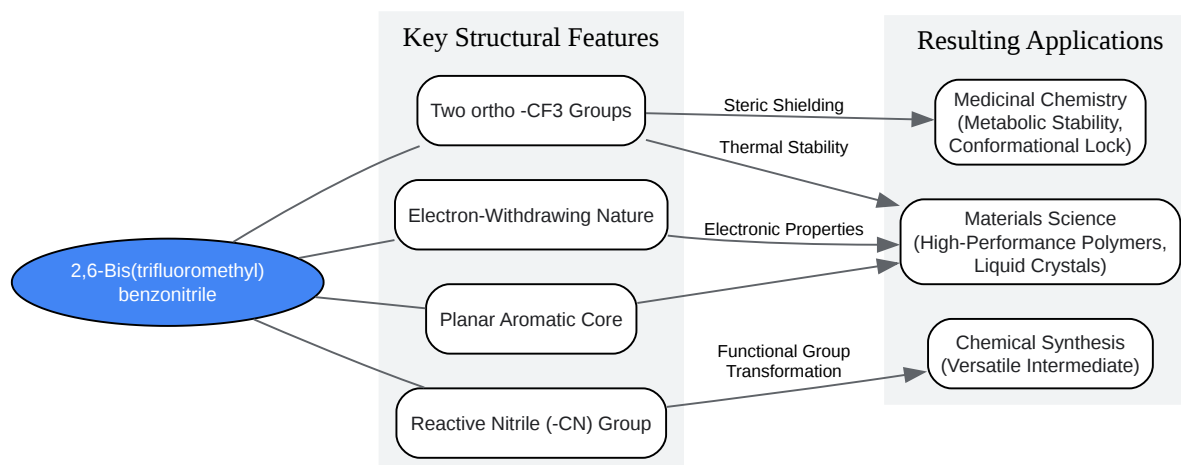 Key Structural Features
Resulting Applications
2,6-Bis(trifluoromethyl)
benzonitrile
Two ortho -CF3 Groups
Electron-Withdrawing Nature
Planar Aromatic Core
Reactive Nitrile (-CN) Group
Steric Shielding
Thermal Stability
Electronic Properties
Functional Group
Transformation
Medicinal Chemistry
(Metabolic Stability,
Conformational Lock)
Materials Science
(High-Performance Polymers,
Liquid Crystals)
Chemical Synthesis
(Versatile Intermediate)